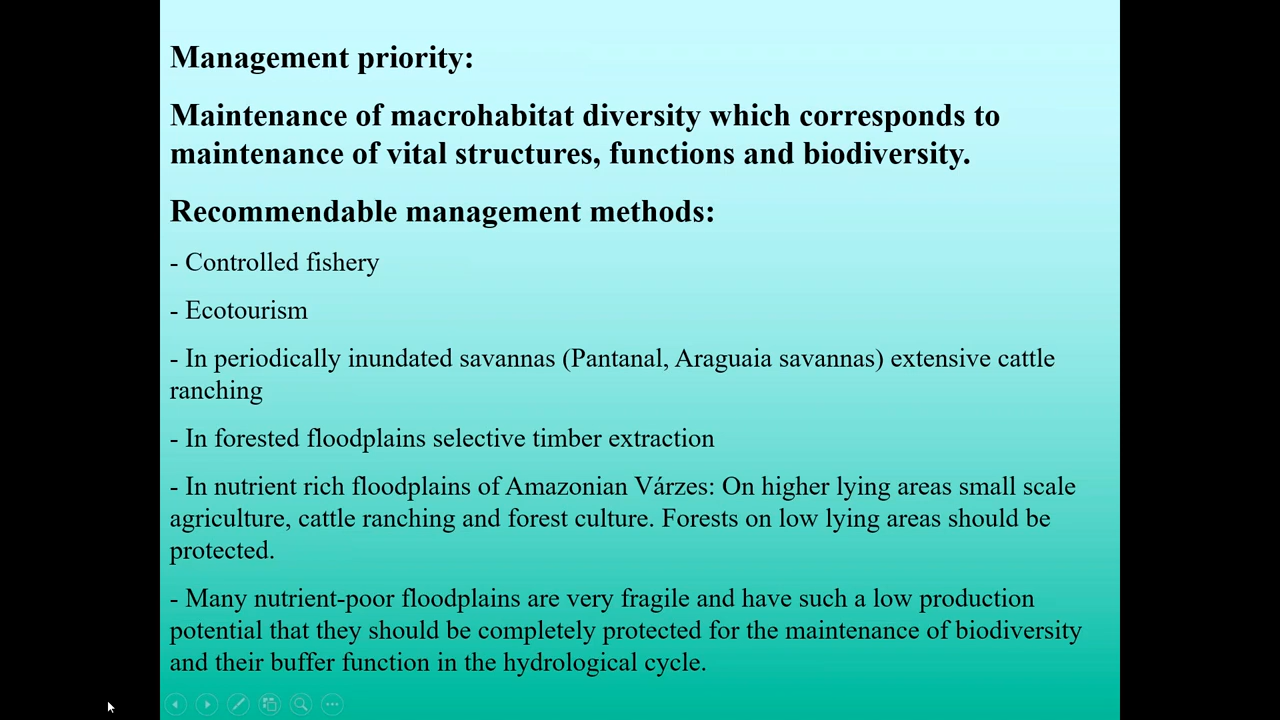 Management priority:
Maintenance of macrohabitat diversity which corresponds to
maintenance of vital structures, functions and biodiversity.
Recommendable management methods:
- Controlled fishery
- Ecotourism
- In periodically inundated savannas (Pantanal, Araguaia savannas) extensive cattle
ranching
- In forested floodplains selective timber extraction
- In nutrient rich floodplains of Amazonian Várzes: On higher lying areas small scale
agriculture, cattle ranching and forest culture. Forests on low lying areas should be
protected.
- Many nutrient-poor floodplains are very fragile and have such a low production
potential that they should be completely protected for the maintenance of biodiversity
and their buffer function in the hydrological cycle.